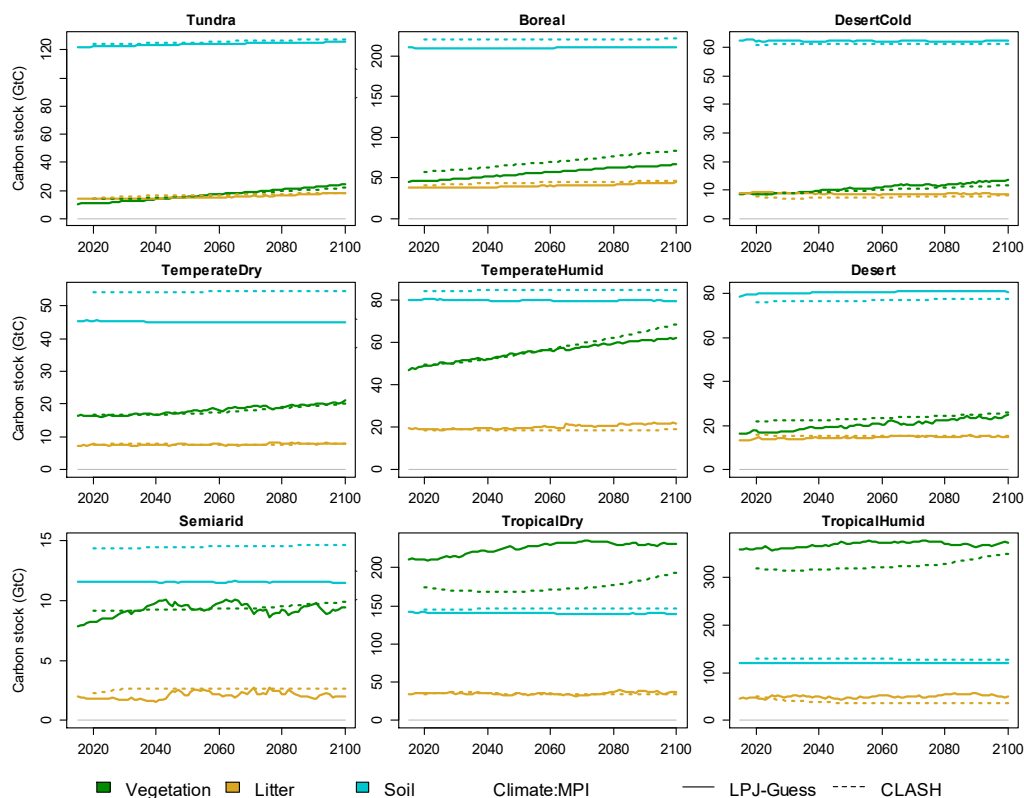 Tundra
Boreal
DesertCold
Carbon stock (GtC)
0 20 40 60 80 120
0 50 100 150 200
0 10 20 30 40 50 60
2020 2040 2060 2080 2100
2020 2040 2060 2080 2100
2020 2040 2060 2080 2100
TemperateDry
TemperateHumid
Desert
Carbon stock (GtC)
0 10 20 30 40 50
0 20 40 60 80
0 20 40 60 80
2020 2040 2060 2080 2100
2020 2040 2060 2080 2100
2020 2040 2060 2080 2100
Semiarid
TropicalDry
TropicalHumid
Carbon stock (GtC)
0 5 10 15
0 50 100 150 200
0 100 200 300
2020 2040 2060 2080 2100
2020 2040 2060 2080 2100
2020 2040 2060 2080 2100
Vegetation Litter Soil Climate:MPI LPJ-Guess CLASH